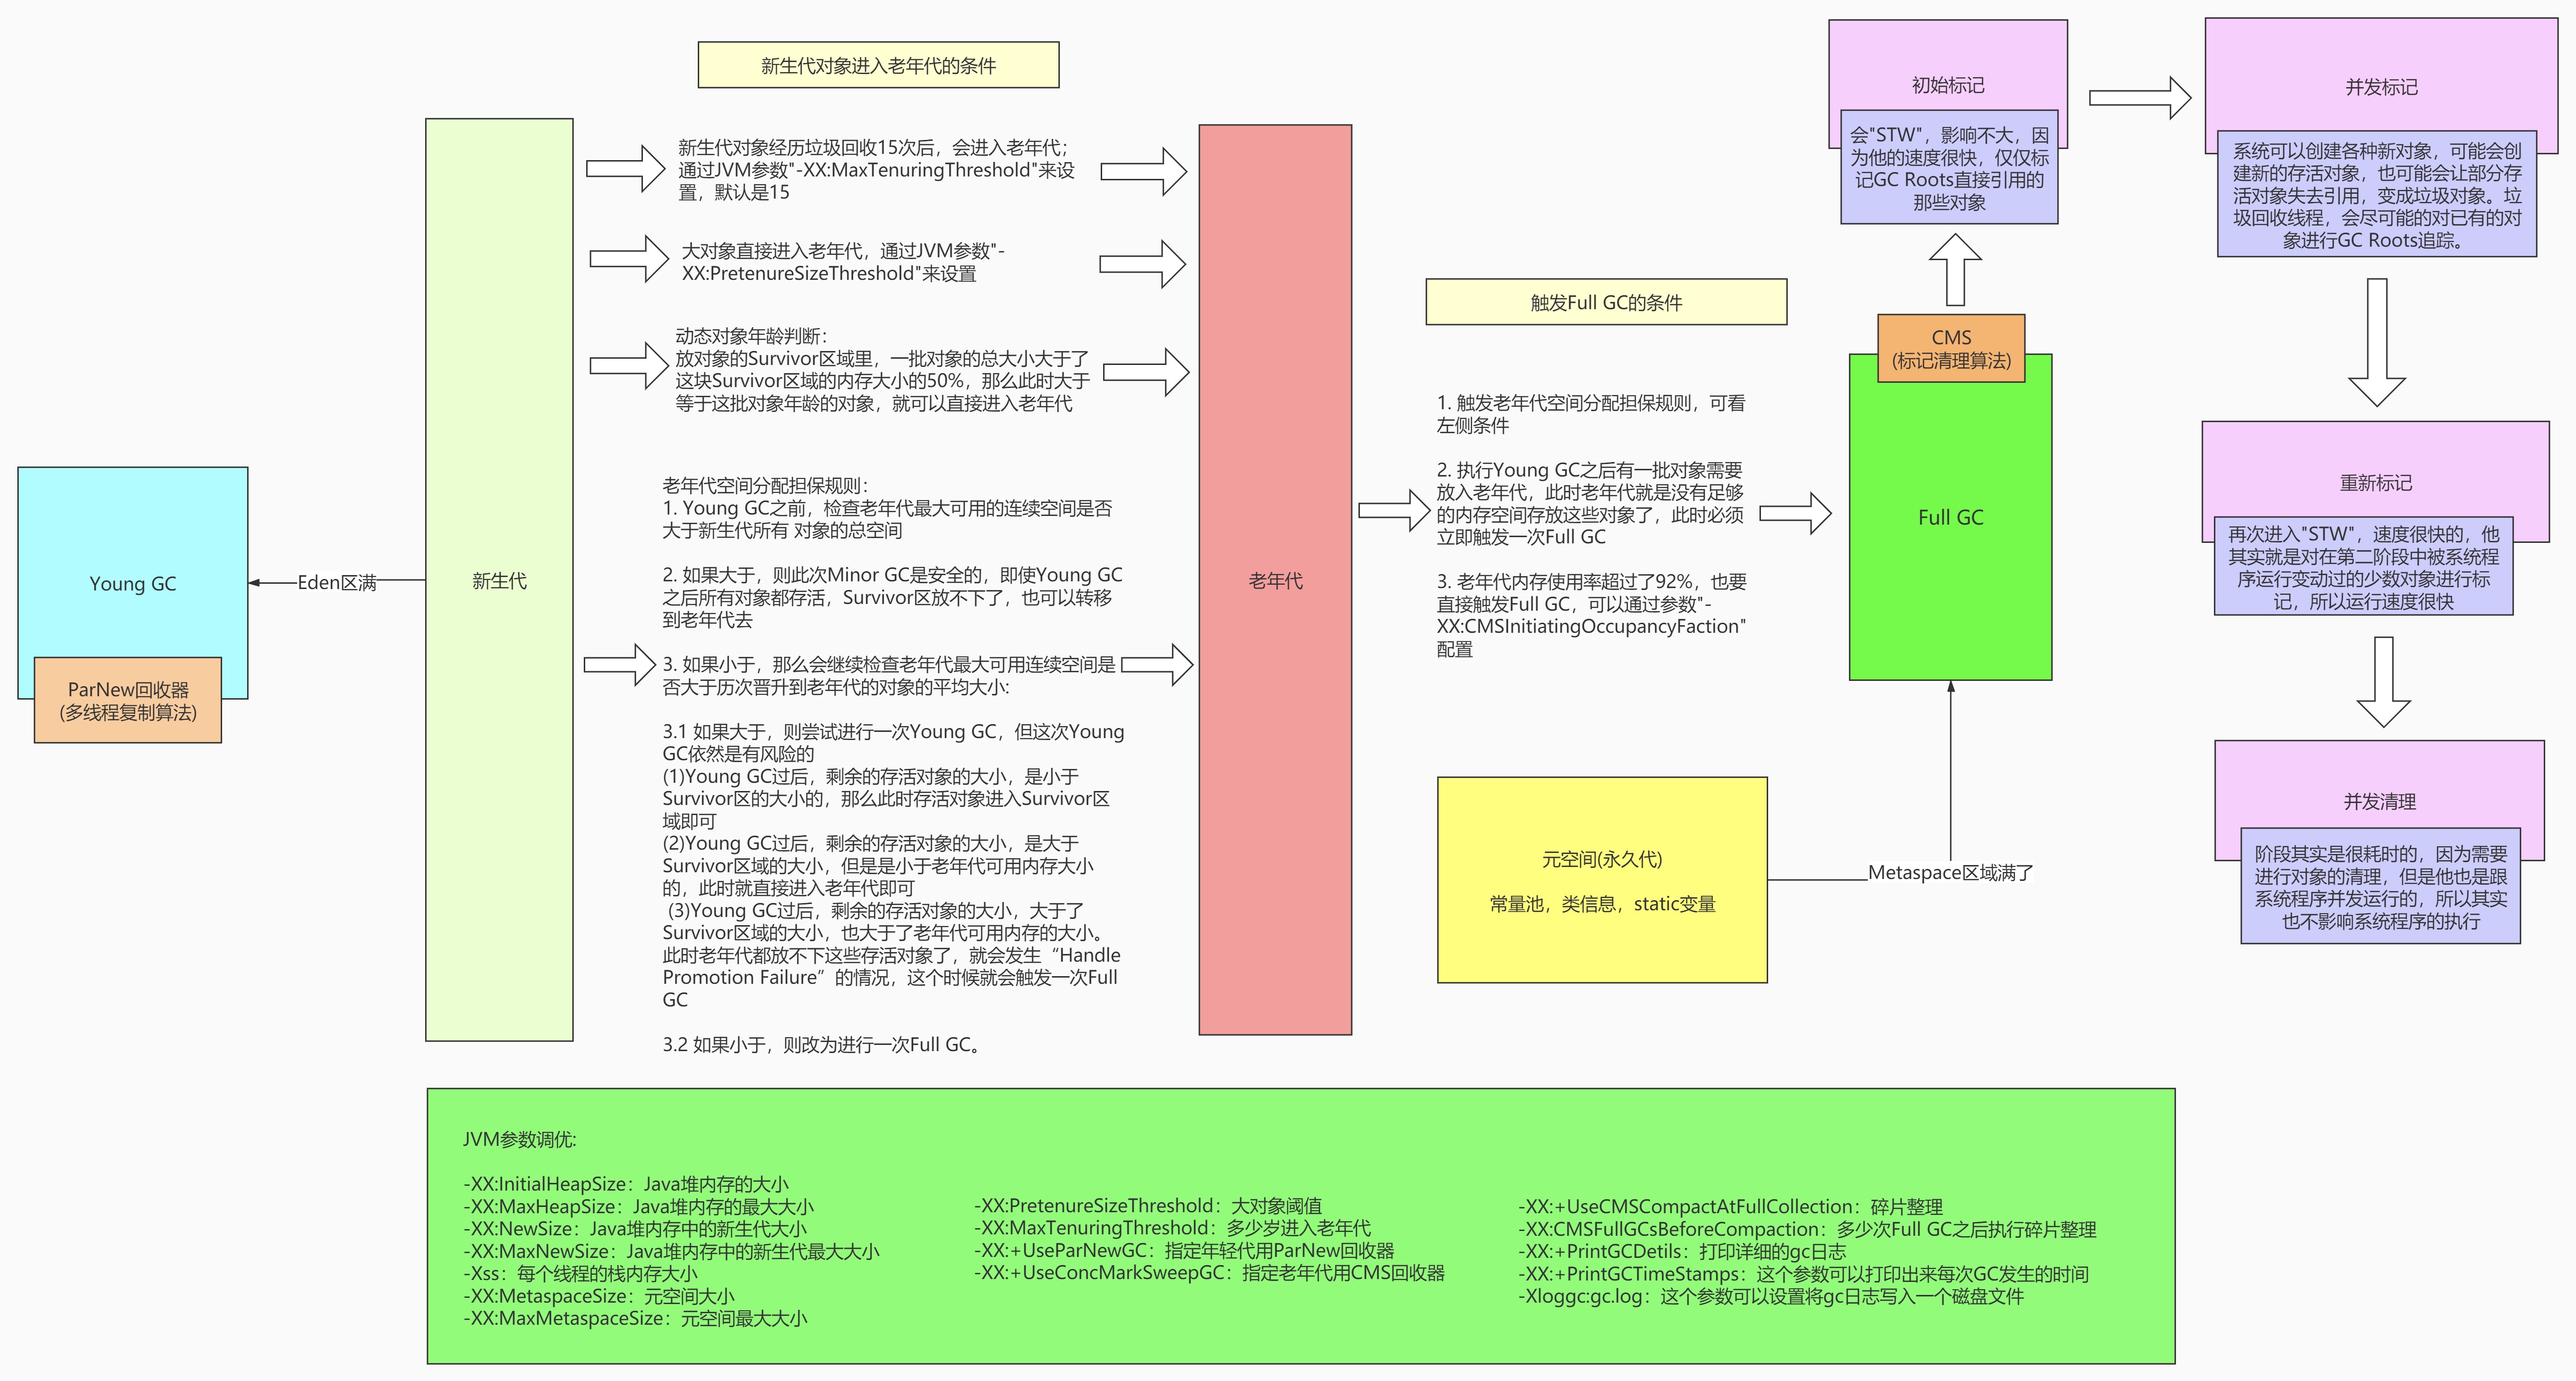 新生代对象进入老年代的条件
Young GC
ParNew回收器
(多线程复制算法)
Eden区满
新生代
新生代对象经历垃圾回收15次后，会进入老年代；
通过JVM参数"-XX:MaxTenuringThreshold"来设
置，默认是15
大对象直接进入老年代，通过JVM参数"-
XX:PretenureSizeThreshold"来设置
动态对象年龄判断：
放对象的Survivor区域里，一批对象的总大小大于了
这块Survivor区域的内存大小的50%，那么此时大于
等于这批对象年龄的对象，就可以直接进入老年代
老年代空间分配担保规则：
1. Young GC之前，检查老年代最大可用的连续空间是否
大于新生代所有 对象的总空间
2. 如果大于，则此次Minor GC是安全的，即使Young GC
之后所有对象都存活，Survivor区放不下了，也可以转移
到老年代去
3. 如果小于，那么会继续检查老年代最大可用连续空间是
否大于历次晋升到老年代的对象的平均大小:
3.1 如果大于，则尝试进行一次Young GC，但这次Young
GC依然是有风险的
(1)Young GC过后，剩余的存活对象的大小，是小于
Survivor区的大小的，那么此时存活对象进入Survivor区
域即可
(2)Young GC过后，剩余的存活对象的大小，是大于
Survivor区域的大小，但是是小于老年代可用内存大小
的，此时就直接进入老年代即可
(3)Young GC过后，剩余的存活对象的大小，大于了
Survivor区域的大小，也大于了老年代可用内存的大小。
此时老年代都放不下这些存活对象了，就会发生“Handle
Promotion Failure”的情况，这个时候就会触发一次Full
GC
3.2 如果小于，则改为进行一次Full GC。
老年代
触发Full GC的条件
1. 触发老年代空间分配担保规则，可看
左侧条件
2. 执行Young GC之后有一批对象需要
放入老年代，此时老年代就是没有足够
的内存空间存放这些对象了，此时必须
立即触发一次Full GC
3. 老年代内存使用率超过了92%，也要
直接触发Full GC，可以通过参数"-
XX:CMSInitiatingOccupancyFaction"
配置
元空间(永久代)
常量池，类信息，static变量
Metaspace区域满了
CMS
(标记清理算法)
Full GC
初始标记
会"STW"，影响不大，因
为他的速度很快，仅仅标
记GC Roots直接引用的
那些对象
并发标记
系统可以创建各种新对象，可能会创
建新的存活对象，也可能会让部分存
活对象失去引用，变成垃圾对象。垃
圾回收线程，会尽可能的对已有的对
象进行GC Roots追踪。
重新标记
再次进入"STW"，速度很快的，他
其实就是对在第二阶段中被系统程
序运行变动过的少数对象进行标
记，所以运行速度很快
并发清理
阶段其实是很耗时的，因为需要
进行对象的清理，但是他也是跟
系统程序并发运行的，所以其实
也不影响系统程序的执行
JVM参数调优:
-XX:InitialHeapSize：Java堆内存的大小
-XX:MaxHeapSize：Java堆内存的最大大小
-XX:NewSize：Java堆内存中的新生代大小
-XX:MaxNewSize：Java堆内存中的新生代最大大小
-Xss：每个线程的栈内存大小
-XX:MetaspaceSize：元空间大小
-XX:MaxMetaspaceSize：元空间最大大小
-XX:PretenureSizeThreshold：大对象阈值
-XX:MaxTenuringThreshold：多少岁进入老年代
-XX:+UseParNewGC：指定年轻代用ParNew回收器
-XX:+UseConcMarkSweepGC：指定老年代用CMS回收器
-XX:+UseCMSCompactAtFullCollection：碎片整理
-XX:CMSFullGCsBeforeCompaction：多少次Full GC之后执行碎片整理
-XX:+PrintGCDetils：打印详细的gc日志
-XX:+PrintGCTimeStamps：这个参数可以打印出来每次GC发生的时间
-Xloggc:gc.log：这个参数可以设置将gc日志写入一个磁盘文件